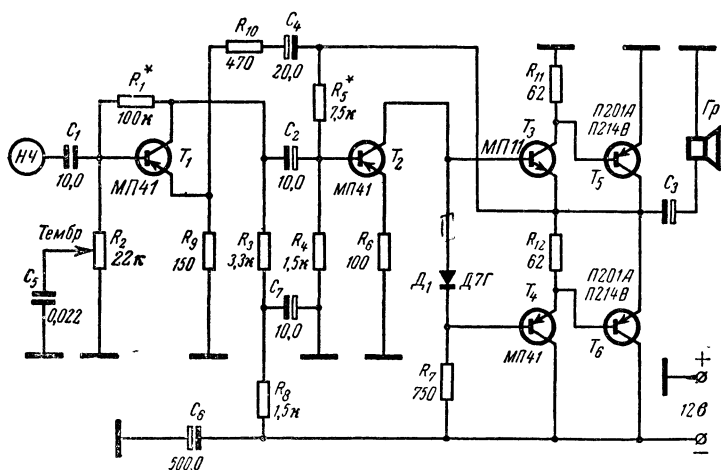 R10
470
C4
20,0
R1*
100к
C1
10,0
НЧ
T1
МП41
R5*
7,5к
C2
10,0
T2
МП41
R11
62
T3
МП11
П201А
П214В
T5
Гр
C3
Тембр
R2
22к
C5
0,022
R9
150
R3
3,3к
R4
1,5к
R6
100
C7
10,0
Д1
Д7Г
R12
62
T4
МП41
П201А
П214В
T6
R8
1,5к
R7
750
C6
500.0
+
12в
–